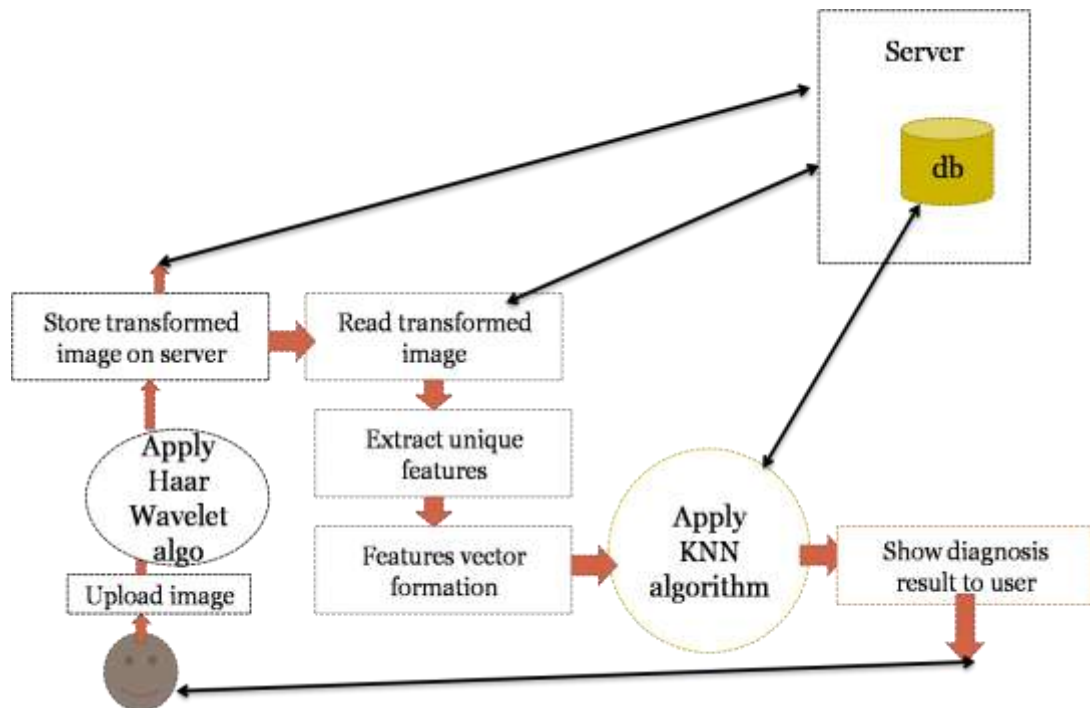 Server
db
Store transformed
image on server
Read transformed
image
Apply
Haar
Wavelet
algo
Extract unique
features
Upload image
Features vector
formation
Apply
KNN
algorithm
Show diagnosis
result to user